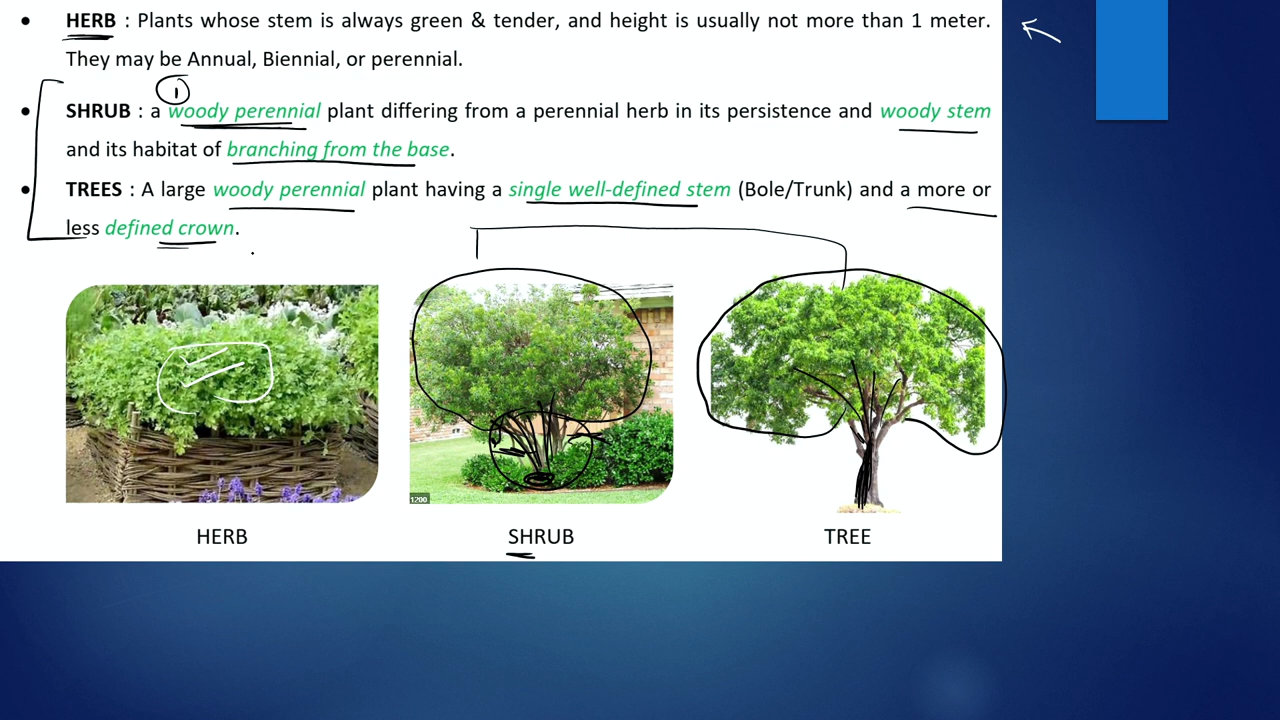 • HERB : Plants whose stem is always green & tender, and height is usually not more than 1 meter.
They may be Annual, Biennial, or perennial.
1
• SHRUB : a woody perennial plant differing from a perennial herb in its persistence and woody stem
and its habitat of branching from the base.
• TREES : A large woody perennial plant having a single well-defined stem (Bole/Trunk) and a more or
less defined crown.
1200
HERB SHRUB TREE